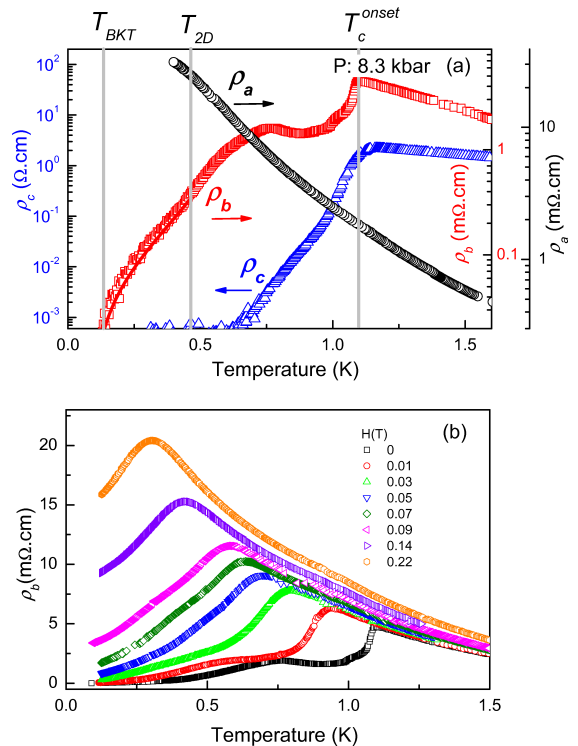 T_BKT T_2D T_c^onset
P: 8.3 kbar (a)
10^2
10^1
10^0
10^-1
10^-2
10^-3
ρ_c (Ω.cm)
ρ_a
ρ_b
ρ_c
1
0.1
ρ_b (mΩ.cm)
10
1
ρ_a (mΩ.cm)
0.0 0.5 1.0 1.5
Temperature (K)
(b)
H(T)
0
0.01
0.03
0.05
0.07
0.09
0.14
0.22
20
15
10
5
0
ρ_b(mΩ.cm)
0.0 0.5 1.0 1.5
Temperature (K)